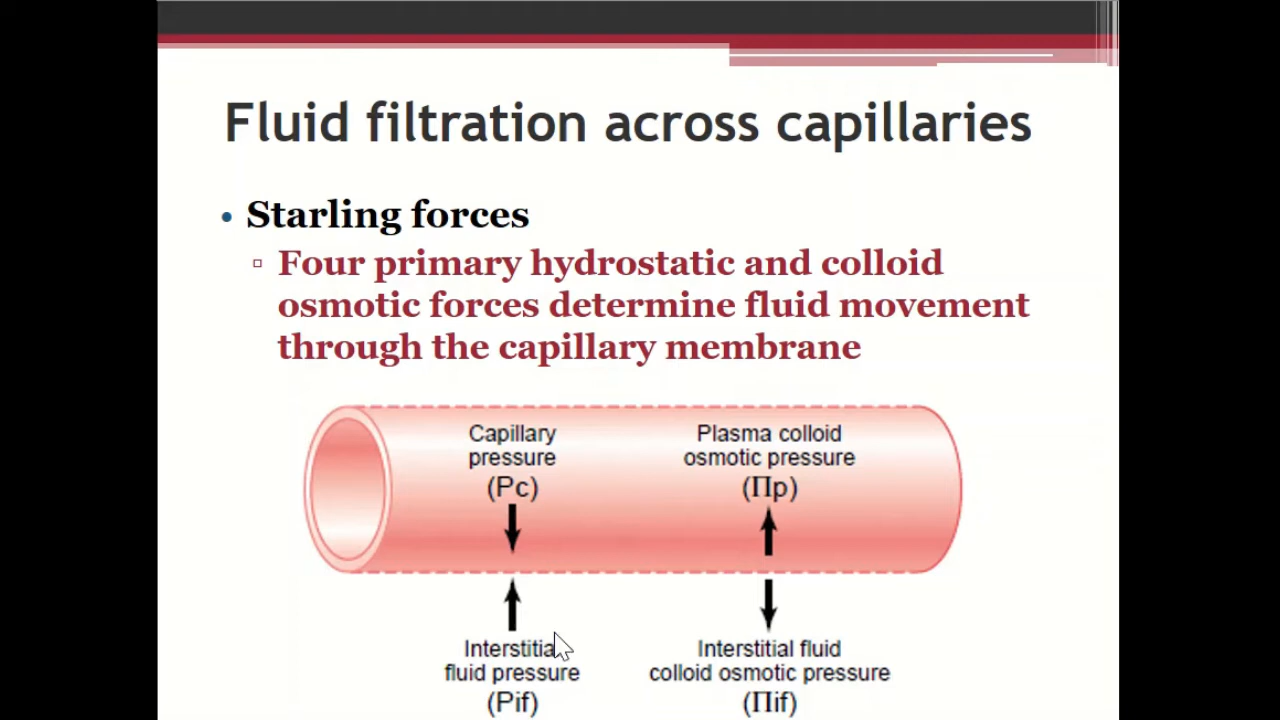 Fluid filtration across capillaries
• Starling forces
▫ Four primary hydrostatic and colloid
osmotic forces determine fluid movement
through the capillary membrane
Capillary
pressure
(Pc)
Plasma colloid
osmotic pressure
(Πp)
Interstitia
fluid pressure
(Pif)
Interstitial fluid
colloid osmotic pressure
(Πif)